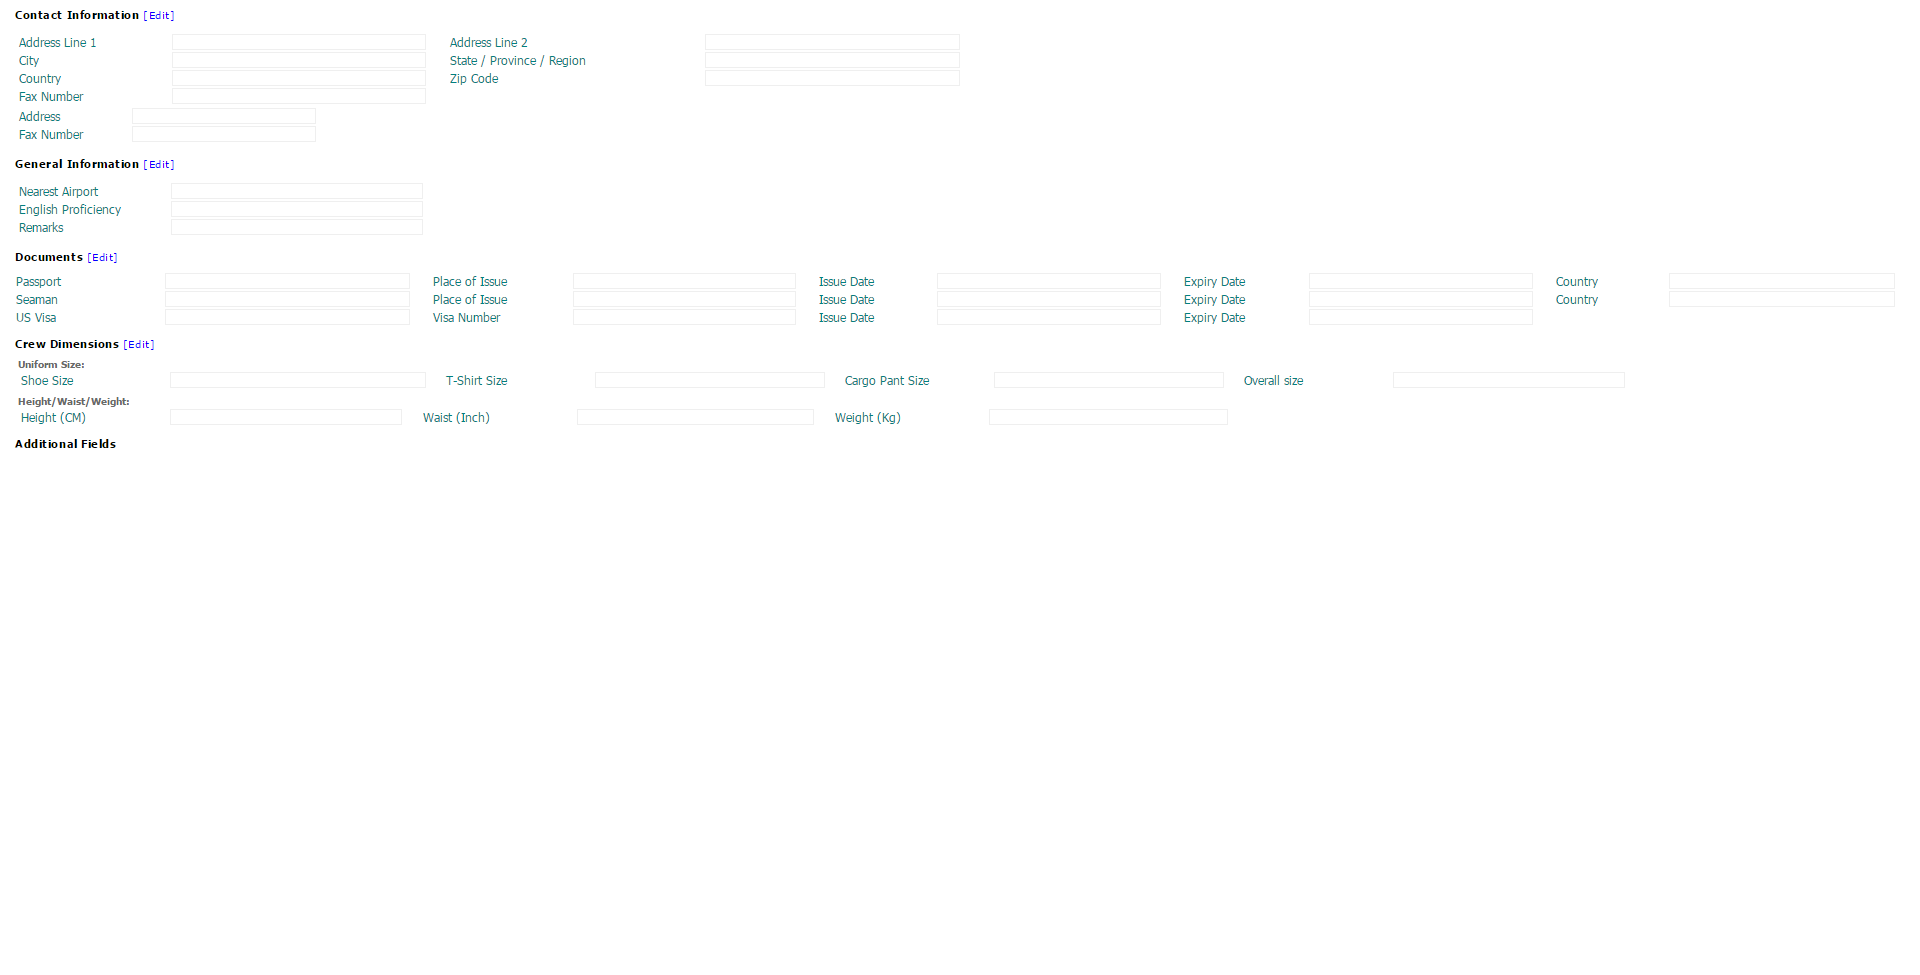 Contact Information [Edit]
Address Line 1 Address Line 2
City State / Province / Region
Country Zip Code
Fax Number
Address
Fax Number
General Information [Edit]
Nearest Airport
English Proficiency
Remarks
Documents [Edit]
Passport Place of Issue Issue Date Expiry Date Country
Seaman Place of Issue Issue Date Expiry Date Country
US Visa Visa Number Issue Date Expiry Date
Crew Dimensions [Edit]
Uniform Size:
Shoe Size T-Shirt Size Cargo Pant Size Overall size
Height/Waist/Weight:
Height (CM) Waist (Inch) Weight (Kg)
Additional Fields